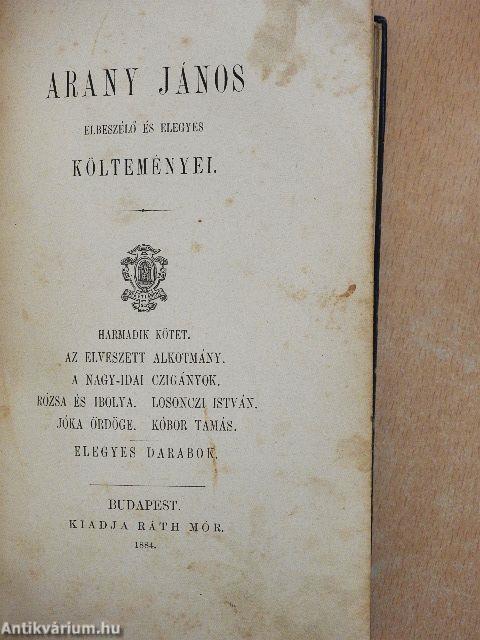 ARANY JÁNOS
ELBESZÉLŐ ÉS ELEGYES
KÖLTEMÉNYEI.
HARMADIK KÖTET.
AZ ELVESZETT ALKOTMÁNY.
A NAGY-IDAI CZIGÁNYOK.
RÓZSA ÉS IBOLYA. LOSONCZI ISTVÁN.
JÓKA ÖRDÖGE. KÓBOR TAMÁS.
ELEGYES DARABOK.
BUDAPEST.
KIADJA RÁTH MÓR.
1884.
Antikvárium.hu